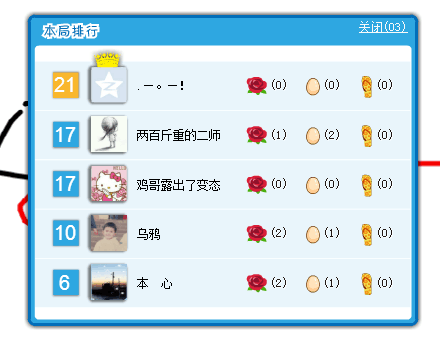 本局排行
关闭(03)
21 .－。－! (0) (0) (0)
17 两百斤重的二师 (1) (2) (0)
17 鸡哥露出了变态 (0) (0) (0)
10 乌鸦 (2) (1) (0)
6 本 心 (2) (1) (0)